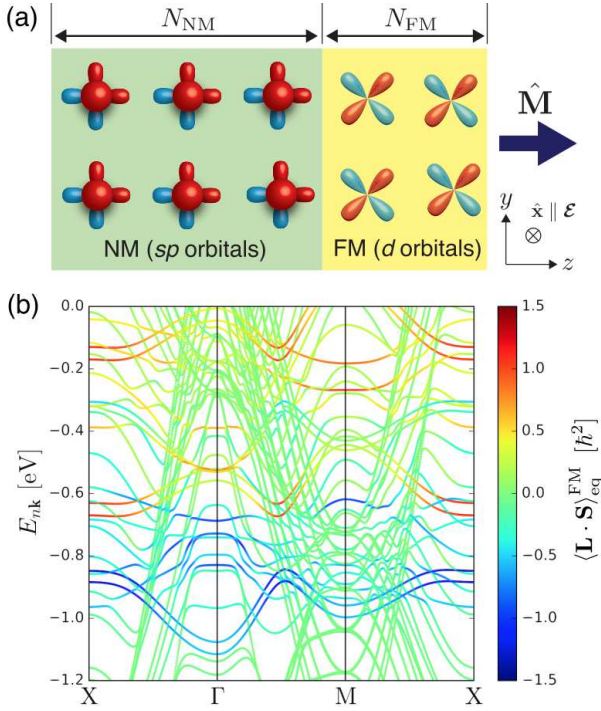 (a)
N_NM N_FM
M̂
y x̂ ∥ ℰ
z
NM (sp orbitals) FM (d orbitals)
(b)
E_nk [eV]
0.0
−0.2
−0.4
−0.6
−0.8
−1.0
−1.2
X Γ M X
1.5
1.0
0.5
0.0
−0.5
−1.0
−1.5
⟨L · S⟩_eq^FM [ħ²]